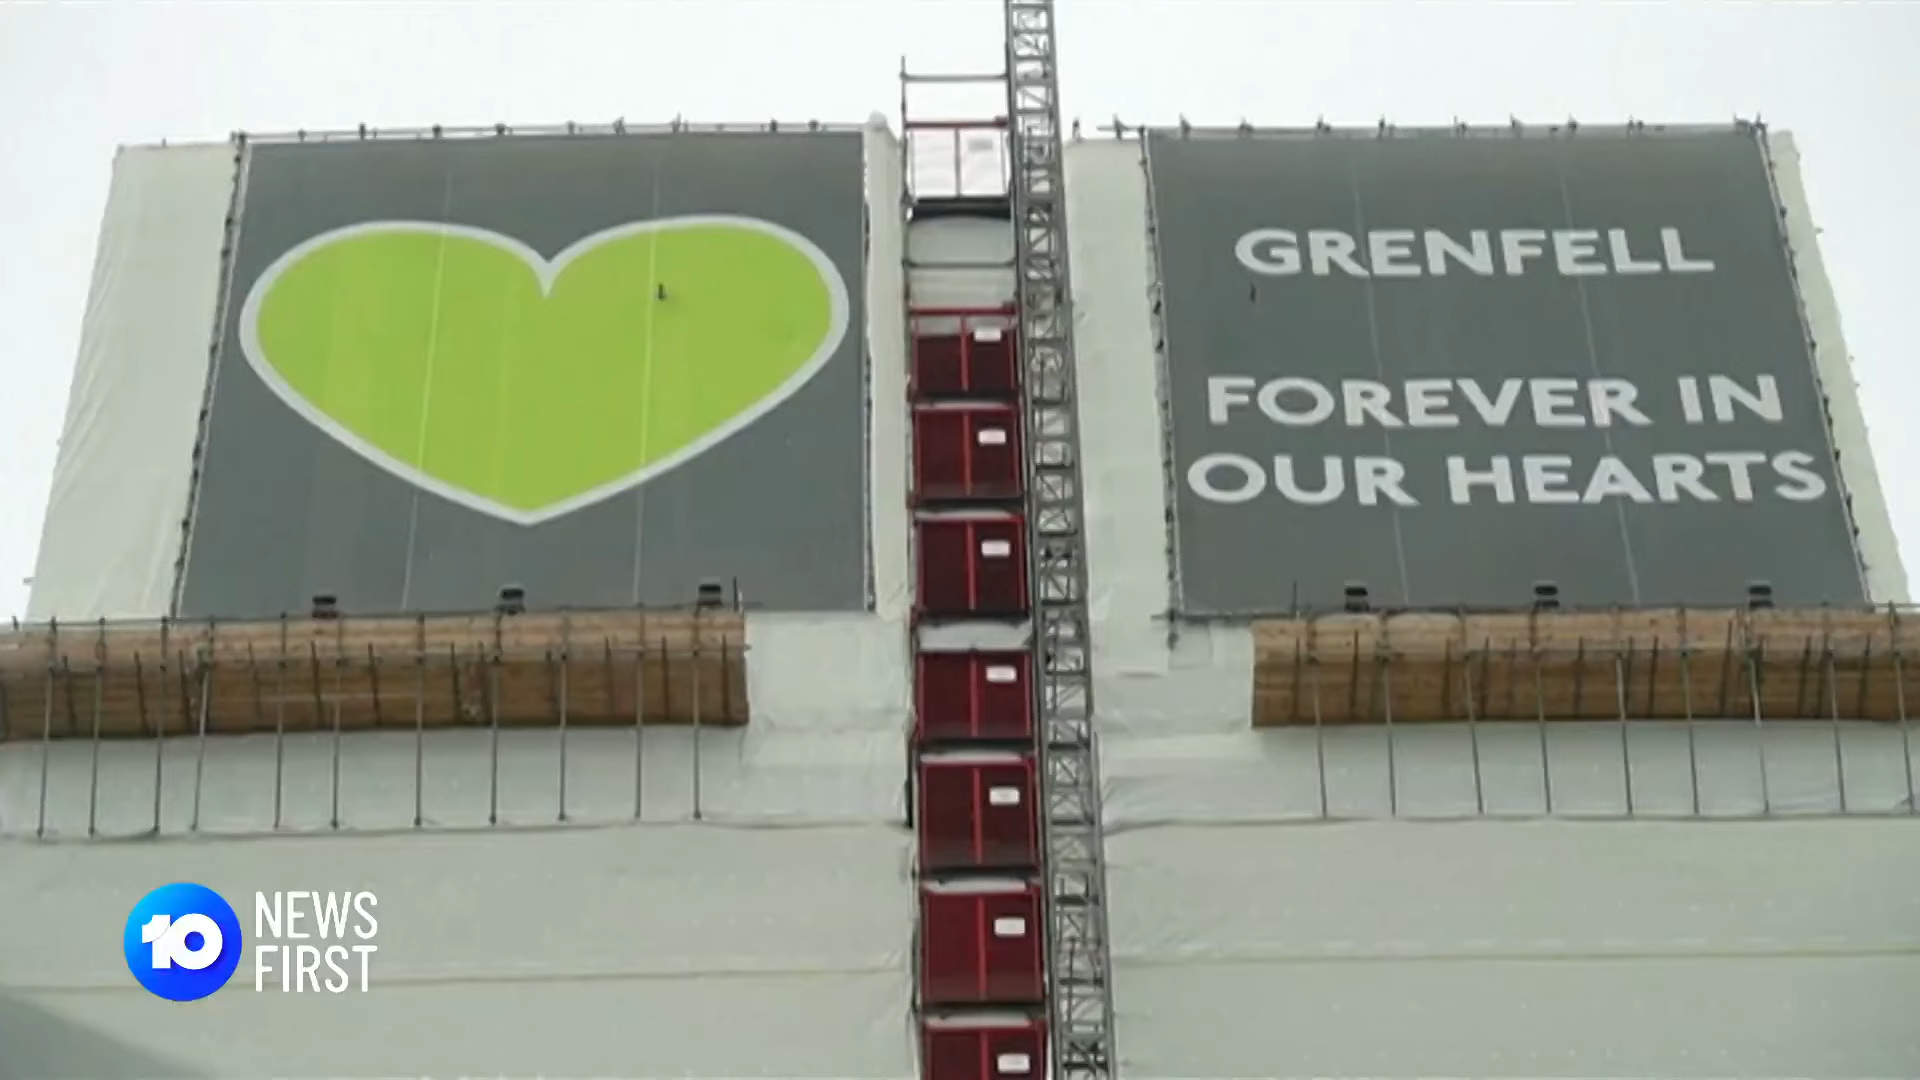 GRENFELL
FOREVER IN
OUR HEARTS
10 NEWS
FIRST